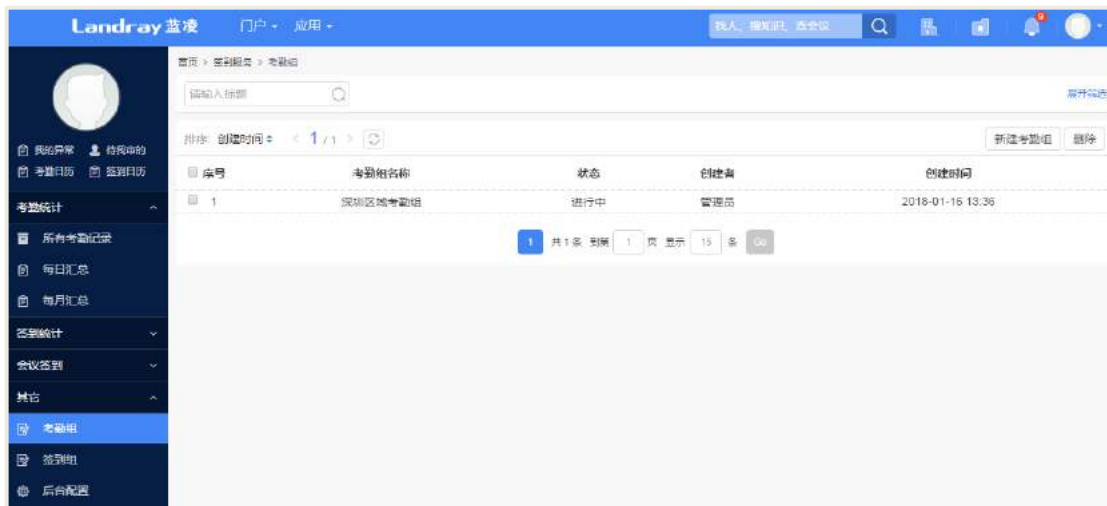 Landray 蓝凌 门户 应用 找人、搜知识、查会议 9
首页 > 签到服务 > 考勤组
请输入标题 展开筛选
我的异常 待我审的
考勤日历 签到日历
排序: 创建时间 < 1 / 1 > 新建考勤组 删除
序号 考勤组名称 状态 创建者 创建时间
1 深圳区域考勤组 进行中 管理员 2018-01-16 13:36
1 共1条 到第 1 页 显示 15 条 Go
考勤统计
所有考勤记录
每日汇总
每月汇总
签到统计
会议签到
其它
考勤组
签到组
后台配置